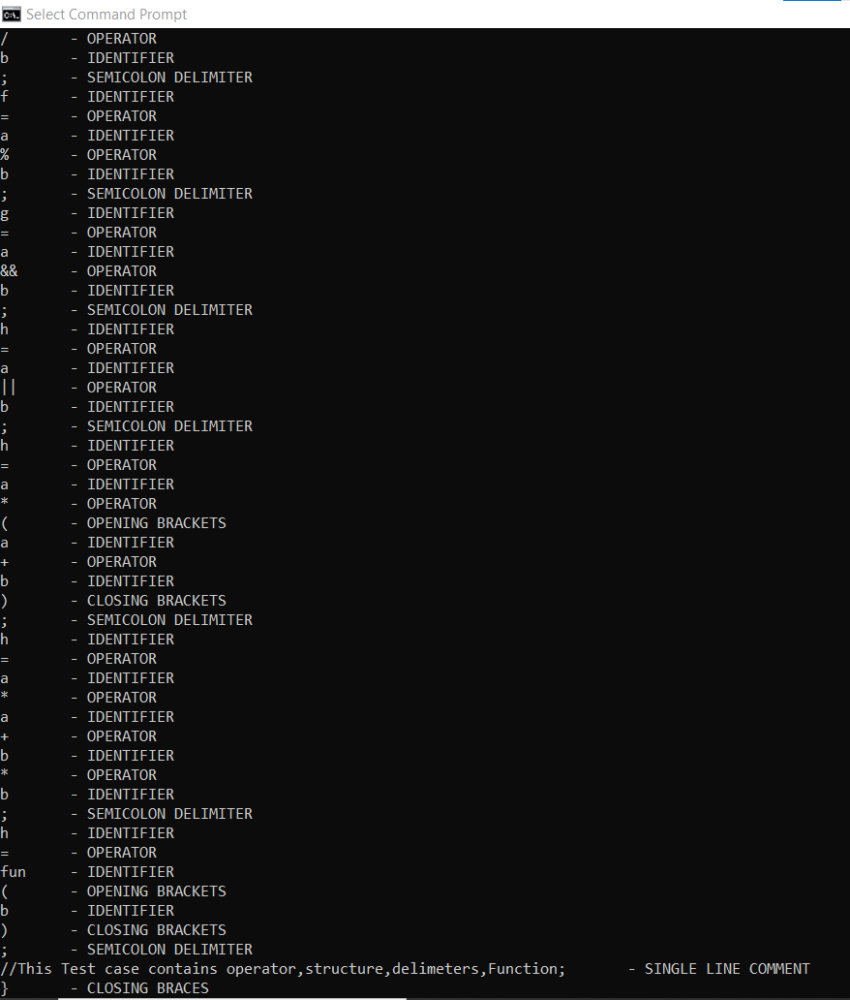 Select Command Prompt
/ - OPERATOR
b - IDENTIFIER
; - SEMICOLON DELIMITER
f - IDENTIFIER
= - OPERATOR
a - IDENTIFIER
% - OPERATOR
b - IDENTIFIER
; - SEMICOLON DELIMITER
g - IDENTIFIER
= - OPERATOR
a - IDENTIFIER
&& - OPERATOR
b - IDENTIFIER
; - SEMICOLON DELIMITER
h - IDENTIFIER
= - OPERATOR
a - IDENTIFIER
|| - OPERATOR
b - IDENTIFIER
; - SEMICOLON DELIMITER
h - IDENTIFIER
= - OPERATOR
a - IDENTIFIER
* - OPERATOR
( - OPENING BRACKETS
a - IDENTIFIER
+ - OPERATOR
b - IDENTIFIER
) - CLOSING BRACKETS
; - SEMICOLON DELIMITER
h - IDENTIFIER
= - OPERATOR
a - IDENTIFIER
* - OPERATOR
a - IDENTIFIER
+ - OPERATOR
b - IDENTIFIER
* - OPERATOR
b - IDENTIFIER
; - SEMICOLON DELIMITER
h - IDENTIFIER
= - OPERATOR
fun - IDENTIFIER
( - OPENING BRACKETS
b - IDENTIFIER
) - CLOSING BRACKETS
; - SEMICOLON DELIMITER
//This Test case contains operator,structure,delimeters,Function; - SINGLE LINE COMMENT
} - CLOSING BRACES